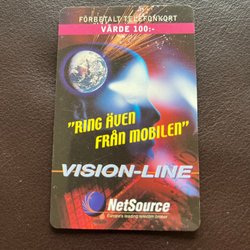 FÖRBETALT TELEFONKORT
VÄRDE 100:-
"RING ÄVEN
FRÅN MOBILEN"
VISION-LINE
NetSource
Europe's leading telecom broker